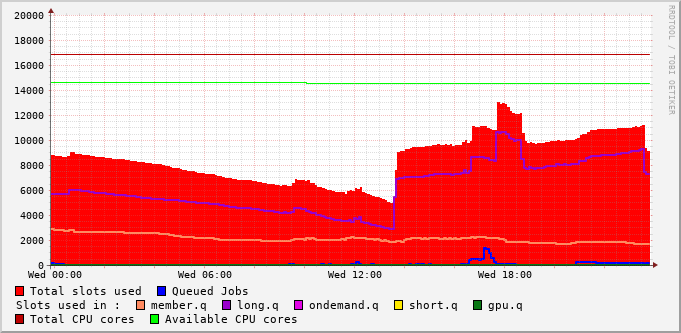 20000
18000
16000
14000
12000
10000
8000
6000
4000
2000
0
Wed 00:00 Wed 06:00 Wed 12:00 Wed 18:00
Total slots used Queued Jobs
Slots used in : member.q long.q ondemand.q short.q gpu.q
Total CPU cores Available CPU cores
RRDTOOL / TOBI OETIKER